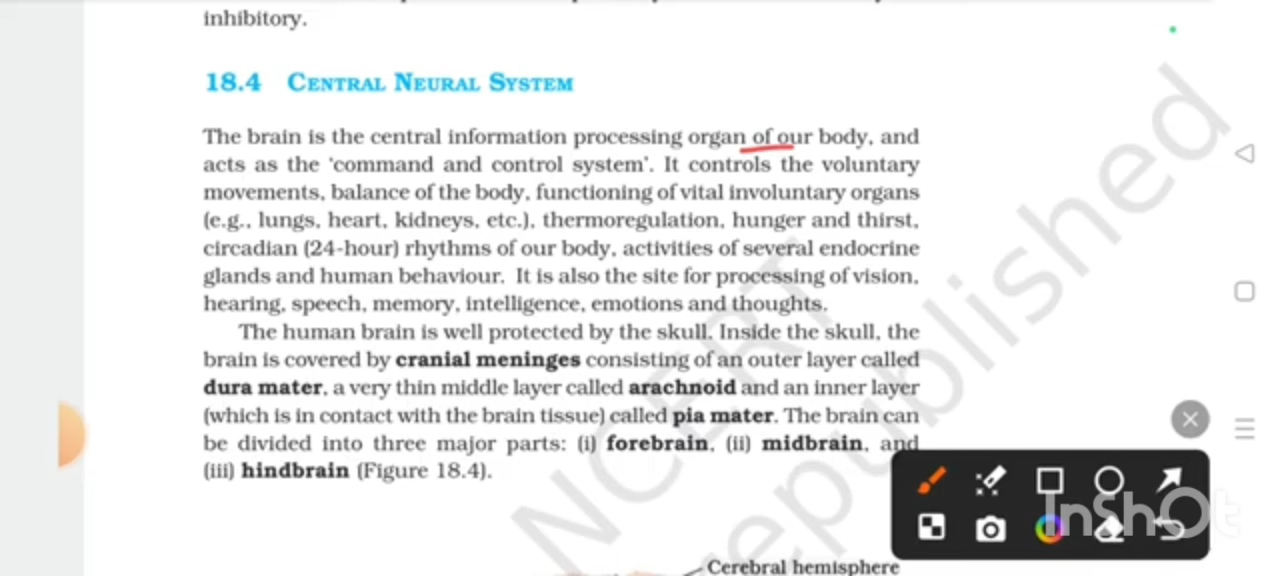 inhibitory.
18.4 CENTRAL NEURAL SYSTEM
The brain is the central information processing organ of our body, and
acts as the 'command and control system'. It controls the voluntary
movements, balance of the body, functioning of vital involuntary organs
(e.g., lungs, heart, kidneys, etc.), thermoregulation, hunger and thirst,
circadian (24-hour) rhythms of our body, activities of several endocrine
glands and human behaviour. It is also the site for processing of vision,
hearing, speech, memory, intelligence, emotions and thoughts.
The human brain is well protected by the skull. Inside the skull, the
brain is covered by cranial meninges consisting of an outer layer called
dura mater, a very thin middle layer called arachnoid and an inner layer
(which is in contact with the brain tissue) called pia mater. The brain can
be divided into three major parts: (i) forebrain, (ii) midbrain, and
(iii) hindbrain (Figure 18.4).
Cerebral hemisphere
NCERT
republished
InShOt